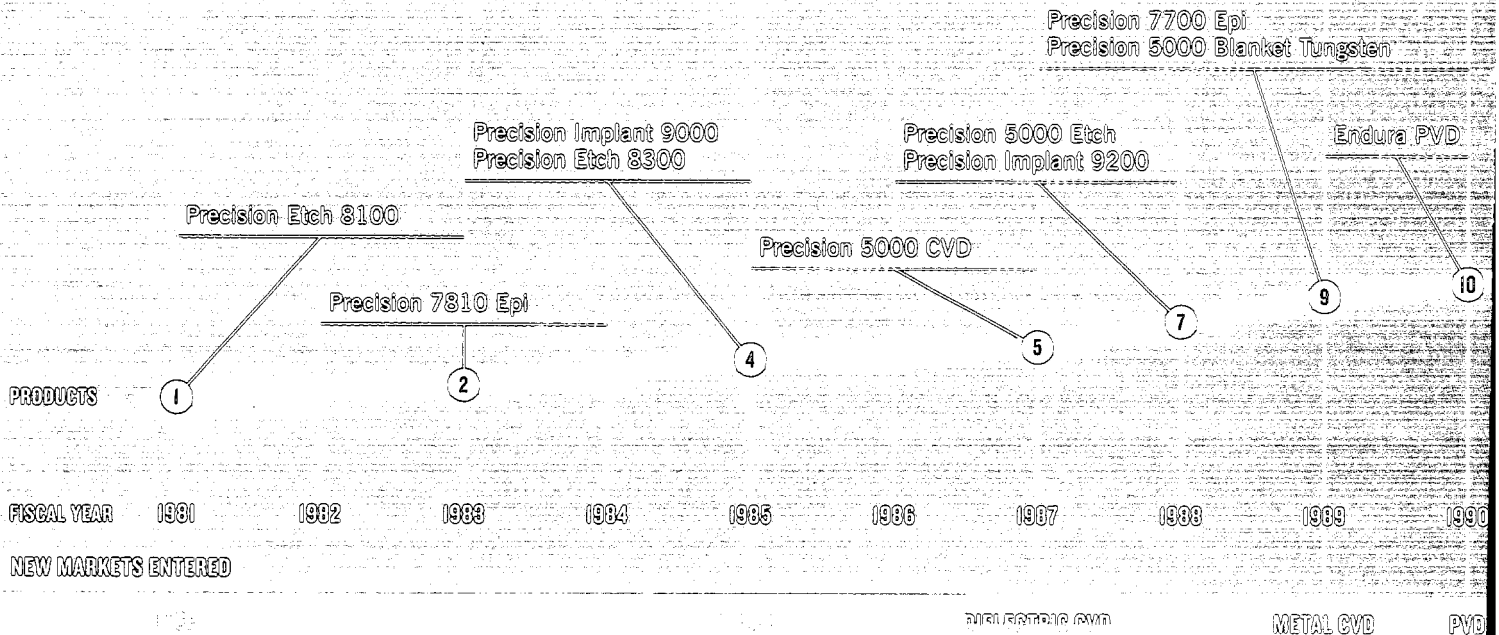 Precision 7700 Epi
Precision 5000 Blanket Tungsten
Precision Implant 9000
Precision Etch 8300
Precision 5000 Etch
Precision Implant 9200
Endura PVD
Precision Etch 8100
Precision 5000 CVD
Precision 7810 Epi
10
9
7
5
4
2
1
PRODUCTS
FISCAL YEAR 1981 1982 1983 1984 1985 1986 1987 1988 1989 1990
NEW MARKETS ENTERED
DIELECTRIC CVD METAL CVD PVD